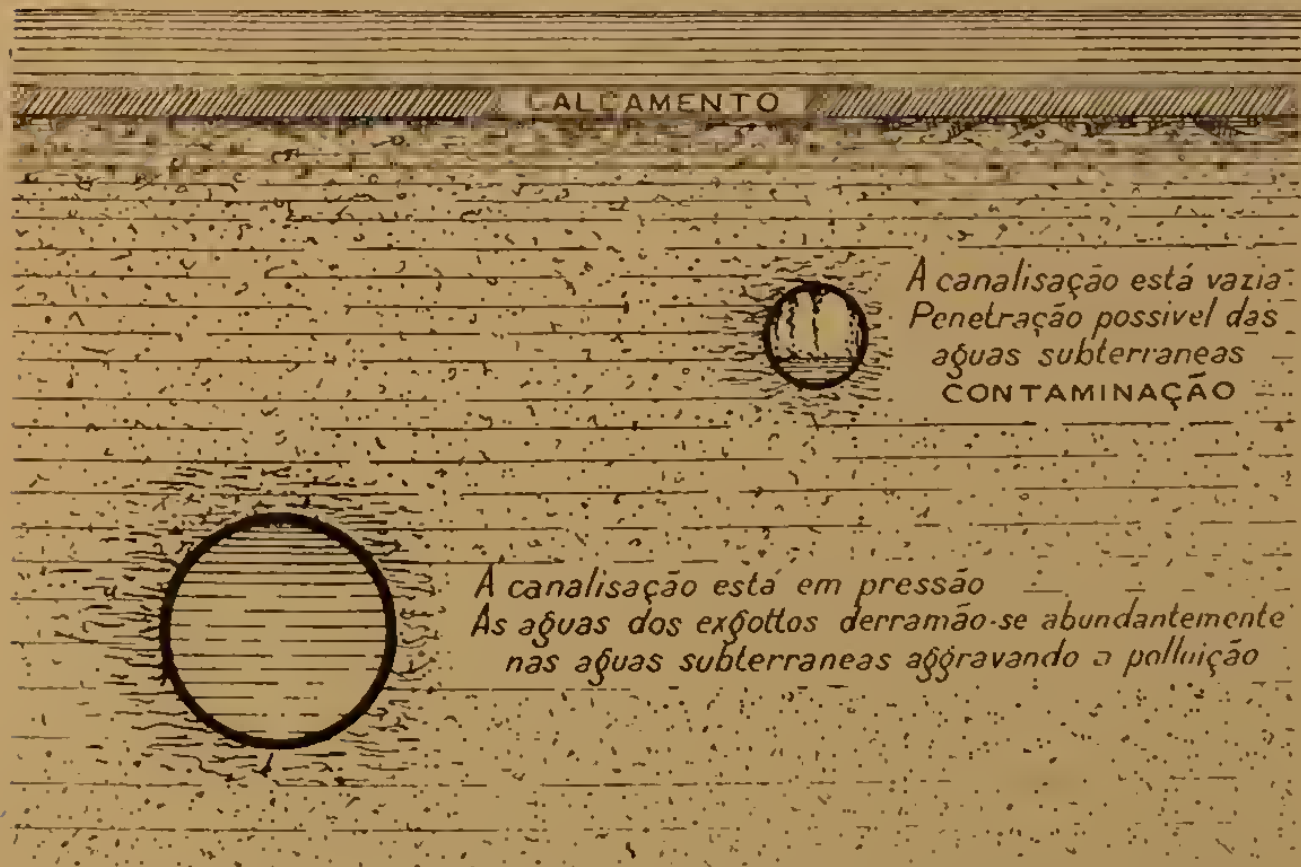 CALÇAMENTO
A canalisação está vazia
Penetração possivel das
aguas subterraneas
CONTAMINAÇÃO
A canalisação está em pressão
As aguas dos exgottos derramão-se abundantemente
nas aguas subterraneas aggravando a polluição